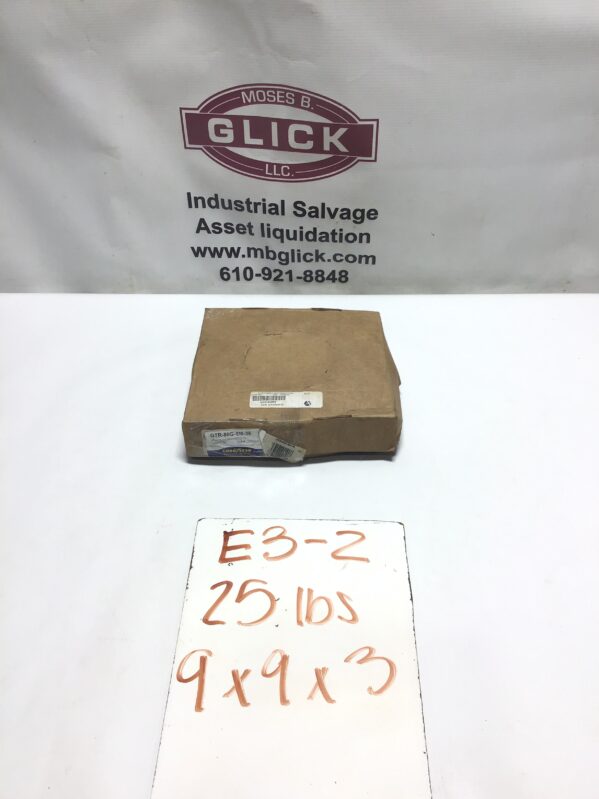 MOSES B.
GLICK
LLC.
Industrial Salvage
Asset liquidation
www.mbglick.com
610-921-8848
E3-2
25 lbs
9x9x3